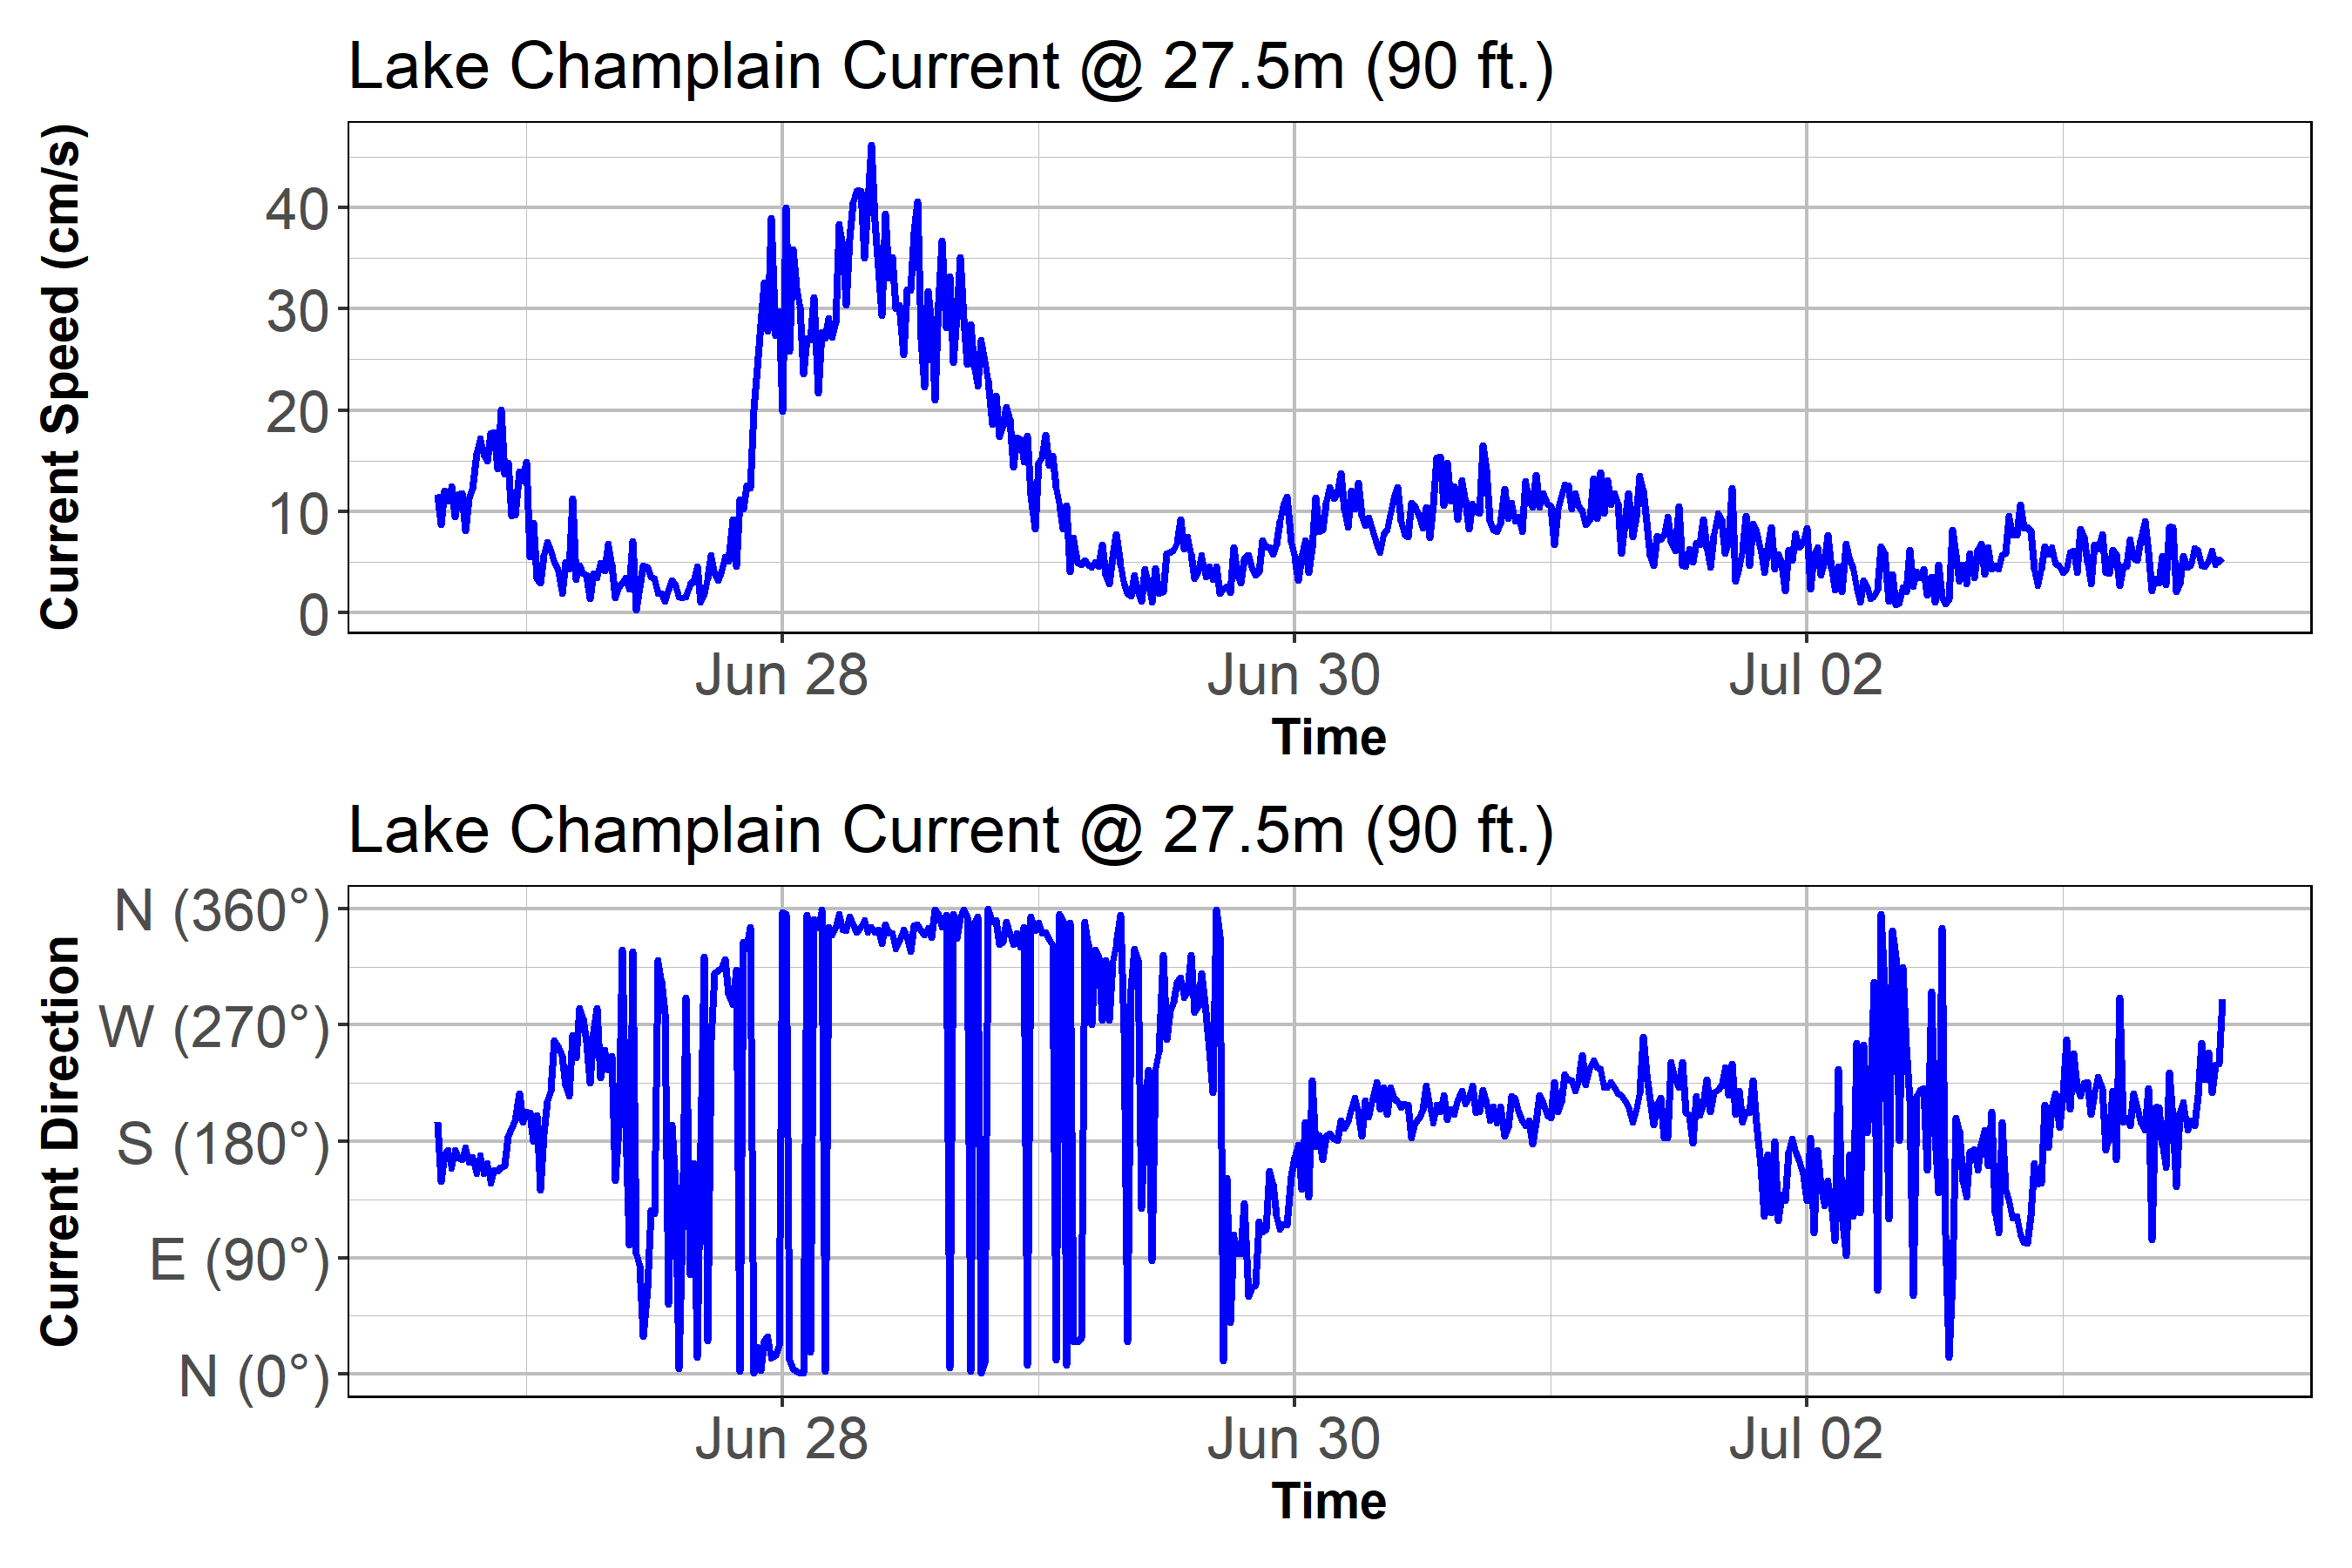 Lake Champlain Current @ 27.5m (90 ft.)
Current Speed (cm/s)
40
30
20
10
0
Jun 28
Jun 30
Jul 02
Time
Lake Champlain Current @ 27.5m (90 ft.)
Current Direction
N (360°)
W (270°)
S (180°)
E (90°)
N (0°)
Jun 28
Jun 30
Jul 02
Time